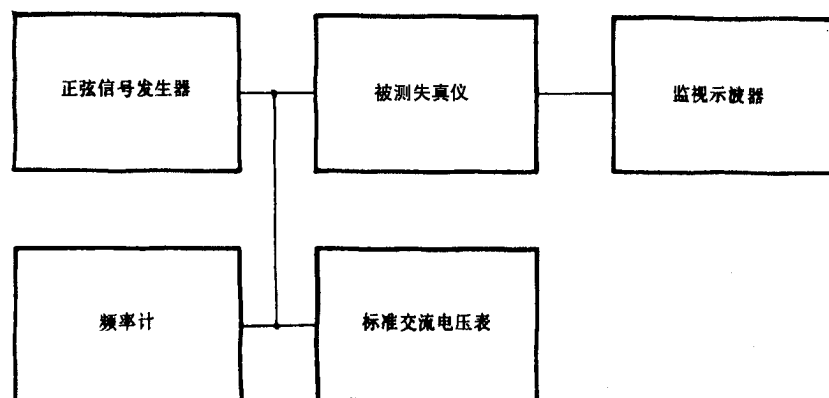 正弦信号发生器
被测失真仪
监视示波器
频率计
标准交流电压表